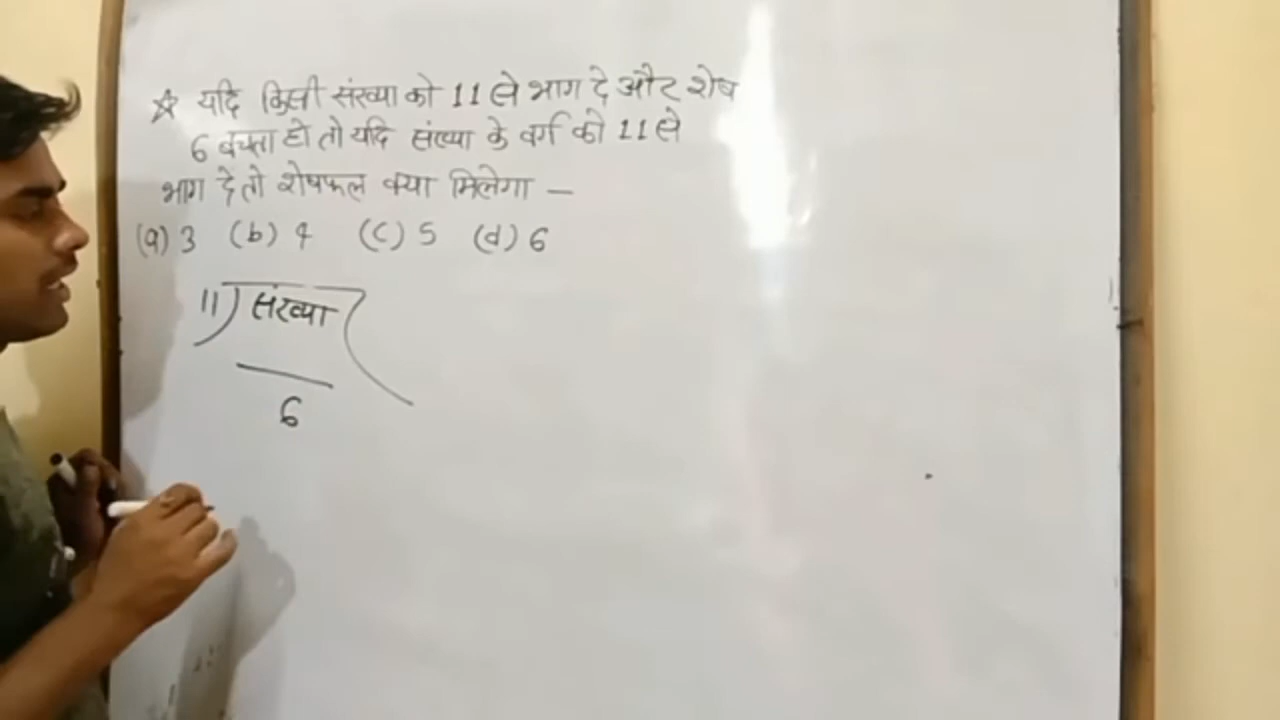 ☆ यदि किसी संख्या को 11 से भाग दे और शेष
6 बचता हो तो यदि संख्या के वर्ग को 11 से
भाग दे तो शेषफल क्या मिलेगा —
(a) 3 (b) 4 (c) 5 (d) 6
11) संख्या (
6